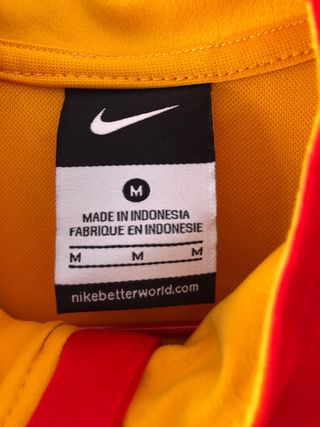 M
MADE IN INDONESIA
FABRIQUE EN INDONESIE
M M M
nikebetterworld.com